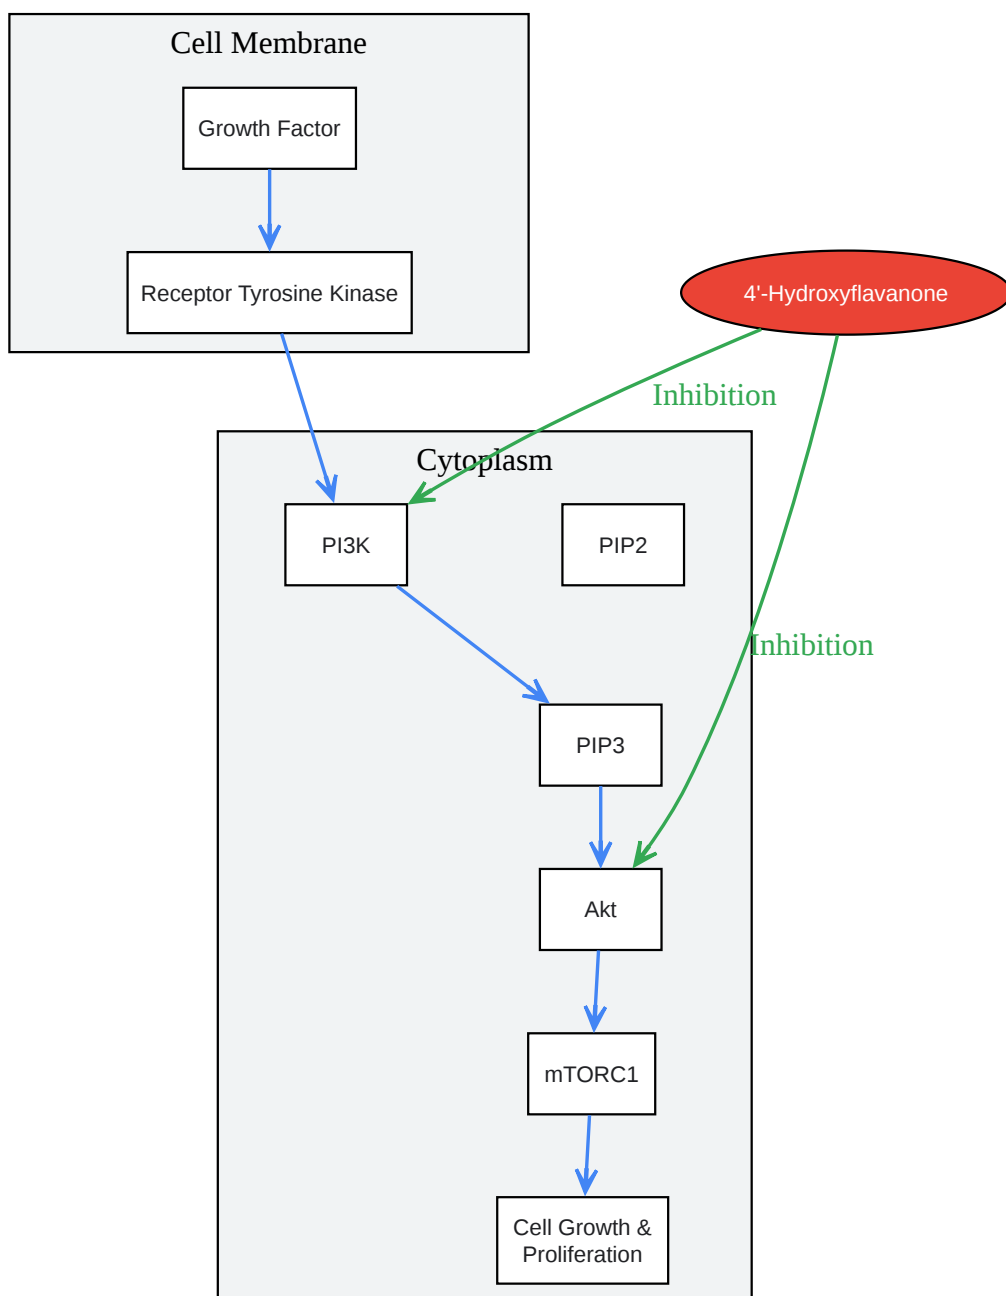 Cell Membrane
Growth Factor
Receptor Tyrosine Kinase
4'-Hydroxyflavanone
Inhibition
Cytoplasm
PI3K
PIP2
Inhibition
PIP3
Akt
mTORC1
Cell Growth &
Proliferation